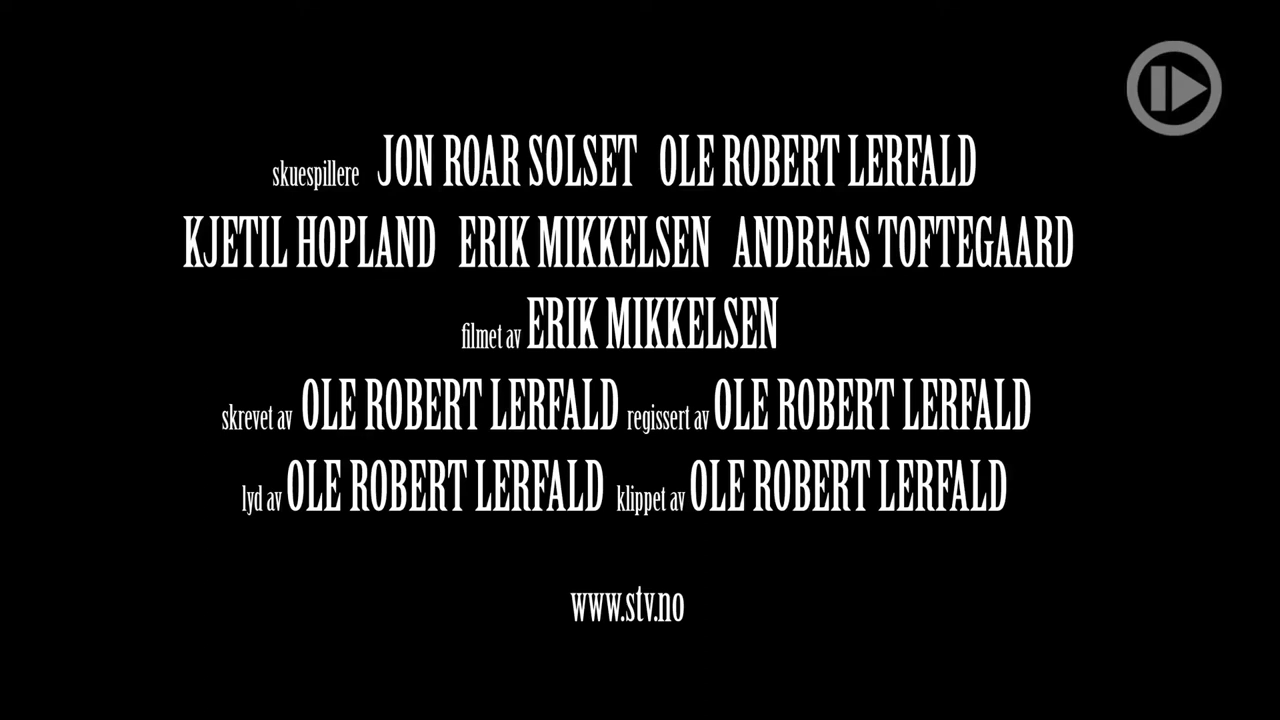 skuespillere JON ROAR SOLSET OLE ROBERT LERFALD
KJETIL HOPLAND ERIK MIKKELSEN ANDREAS TOFTEGAARD
filmet av ERIK MIKKELSEN
skrevet av OLE ROBERT LERFALD regissert av OLE ROBERT LERFALD
lyd av OLE ROBERT LERFALD klippet av OLE ROBERT LERFALD
www.stv.no